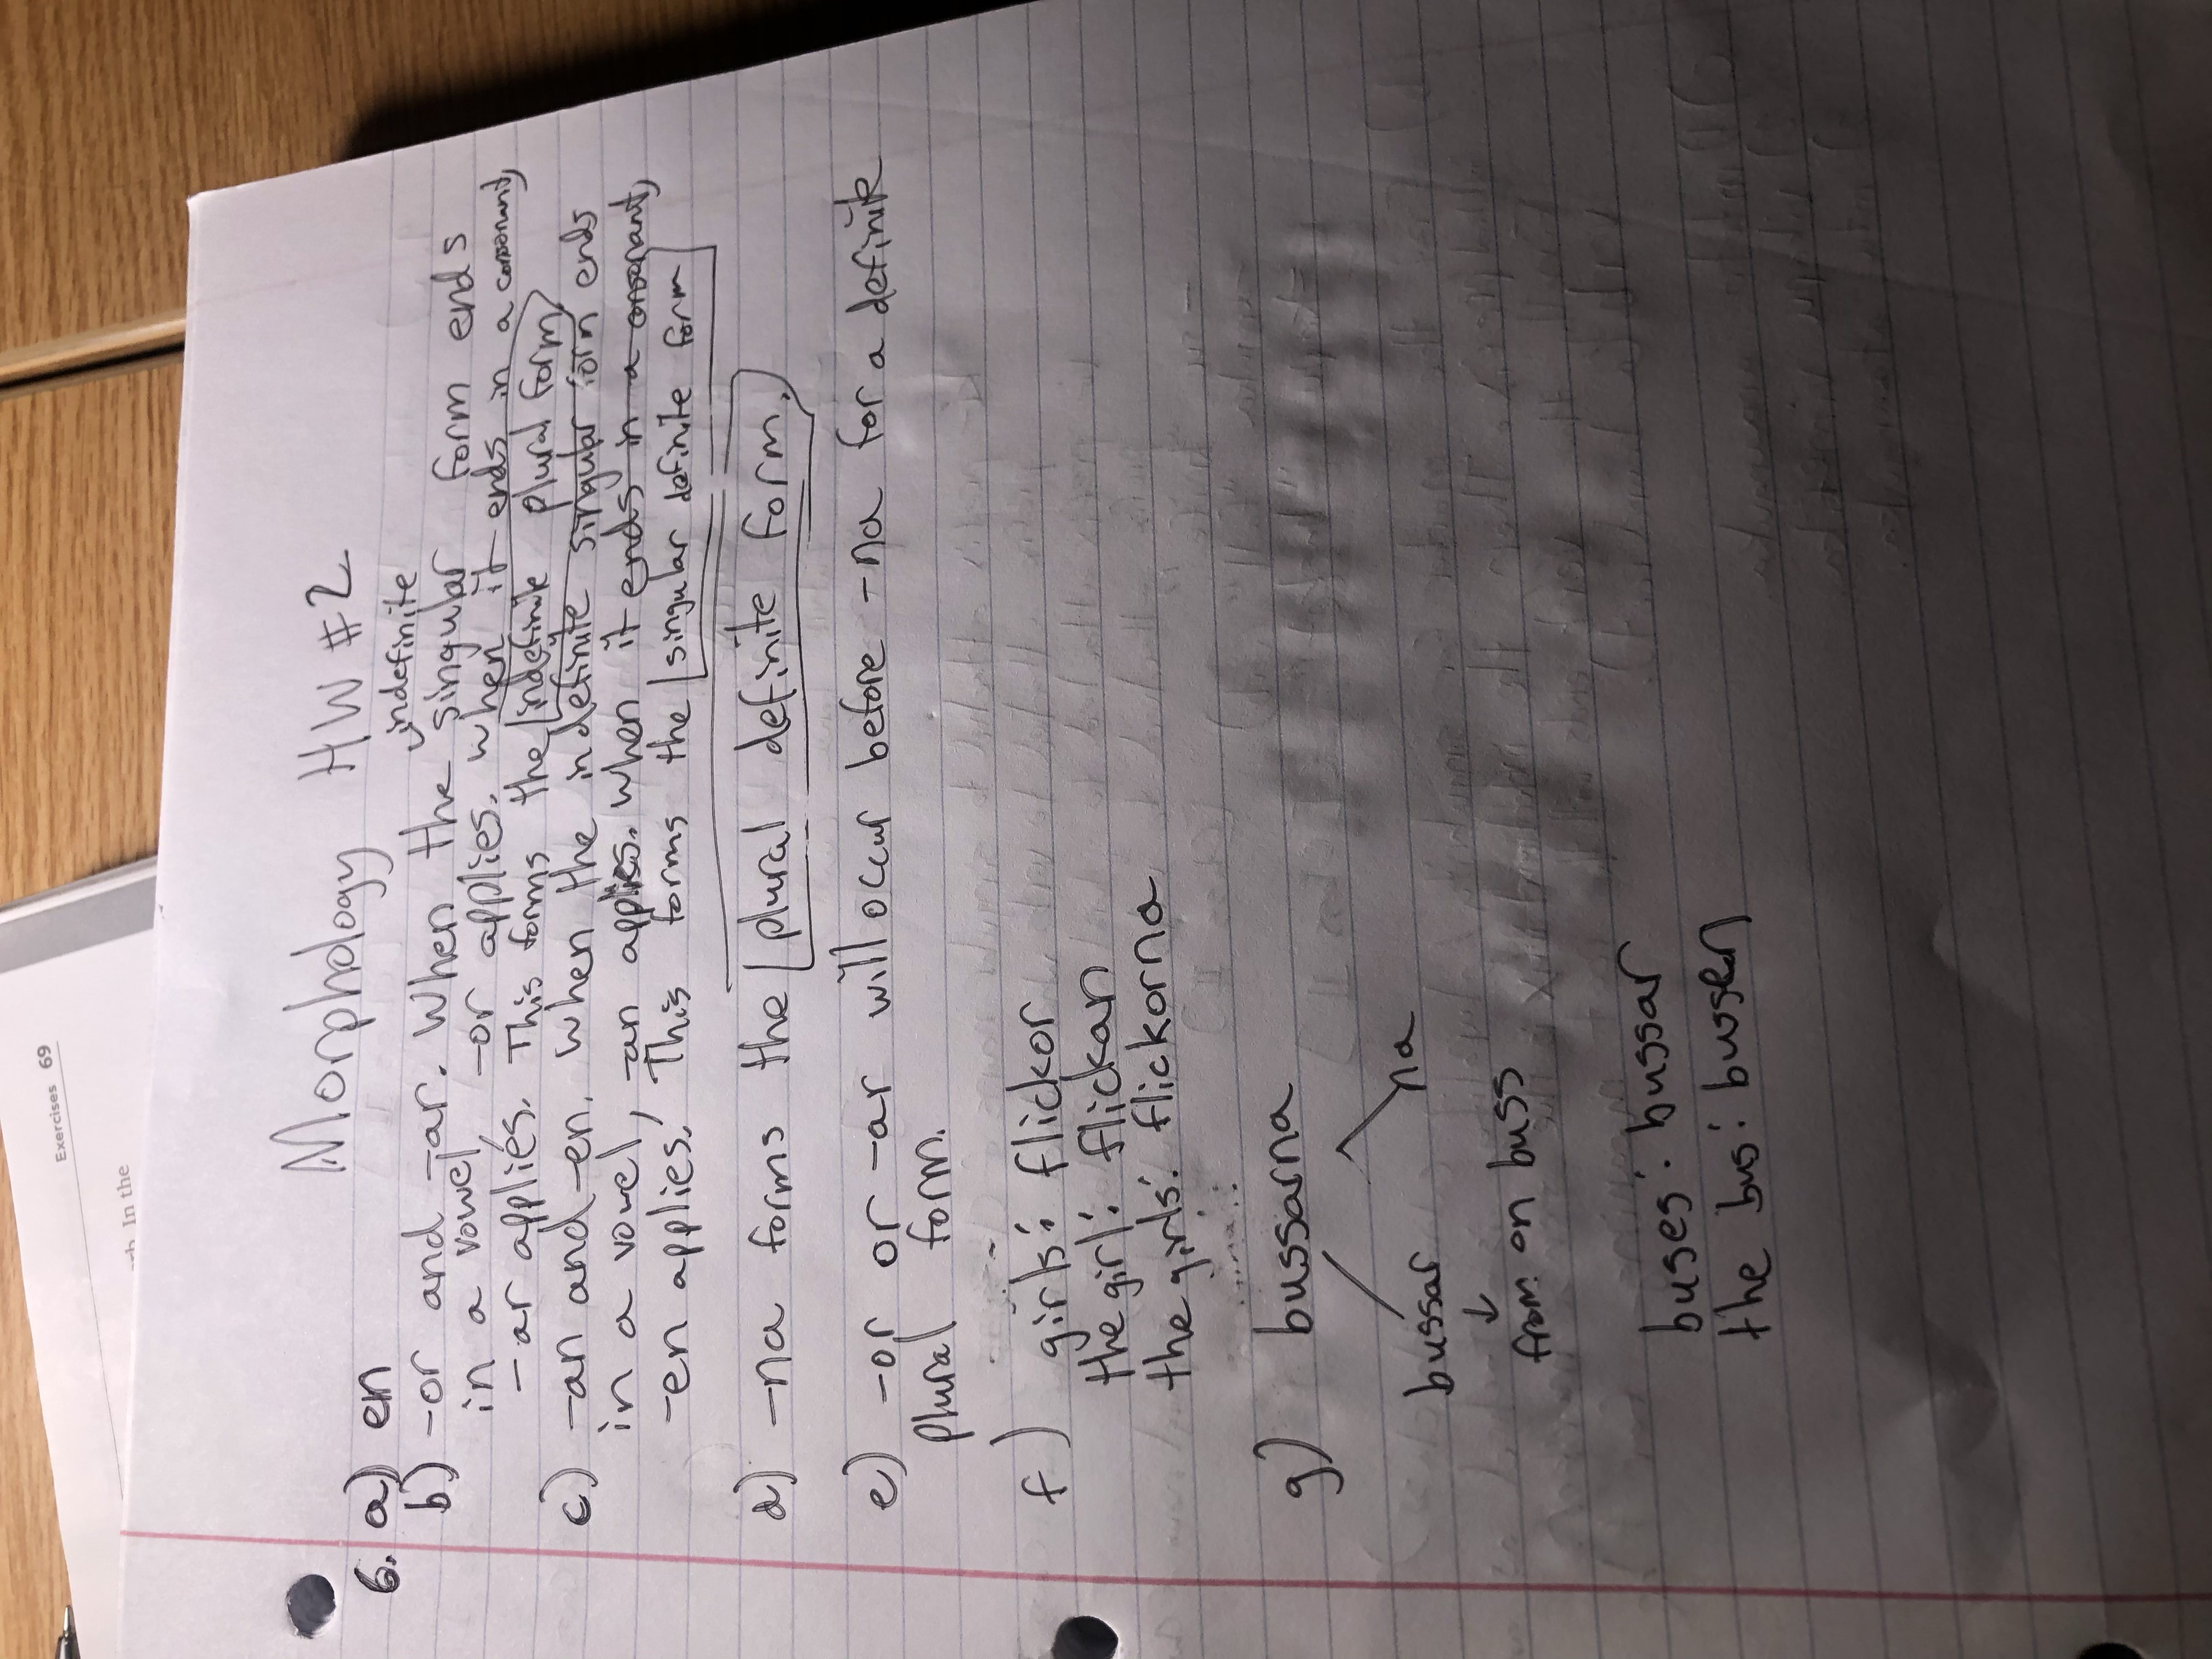 Exercises 69
In the
Morphology HW #2
6. a) en
indefinite
b) -or and -ar. When the singular form ends
in a vowel, -or applies. When it ends in a consonant,
-ar applies. This forms the indefinite plural form.
c) -an and -en. When the indefinite singular form ends
in a vowel, -an applies. When it ends in a consonant,
-en applies. This forms the singular definite form
d) -na forms the plural definite form.
e) -or or -ar will occur before -na for a definite
plural form.
f) girls: flickor
the girl: flickan
the girls: flickorna
g) bussarna
bussar na
↓
from en buss
buses: bussar
the bus: bussen